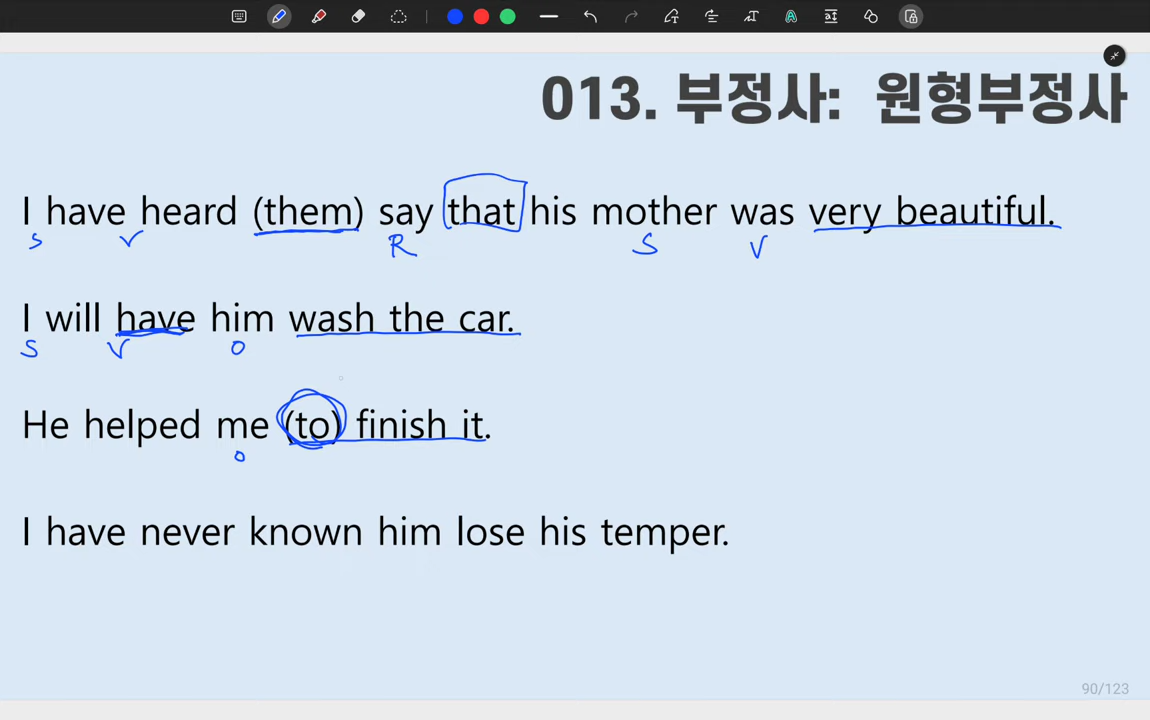 013. 부정사: 원형부정사
I have heard (them) say that his mother was very beautiful.
S V R S V
I will have him wash the car.
S V O
He helped me (to) finish it.
o
I have never known him lose his temper.
90/123